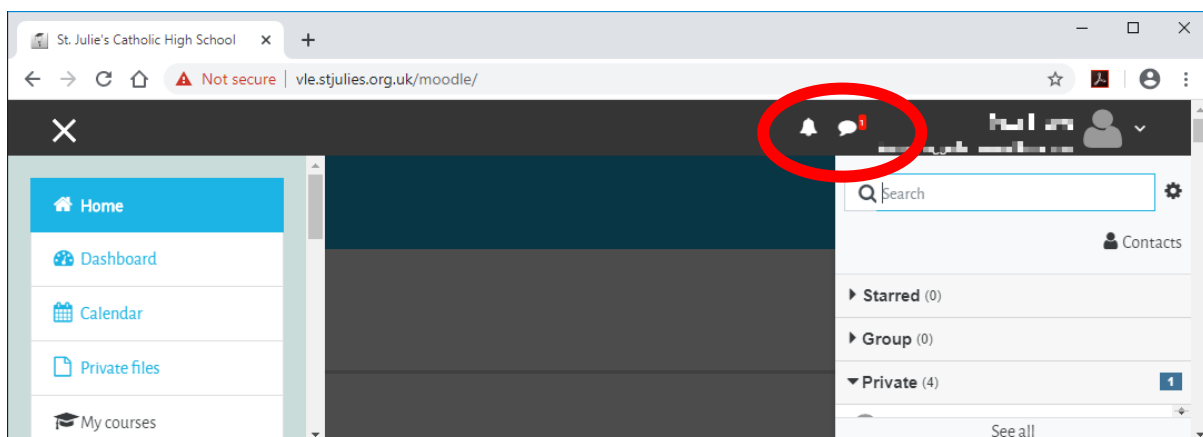 St. Julie's Catholic High School
Not secure | vle.stjulies.org.uk/moodle/
1
Search
Home
Contacts
Dashboard
Starred (0)
Calendar
Group (0)
Private files
Private (4) 1
My courses
See all